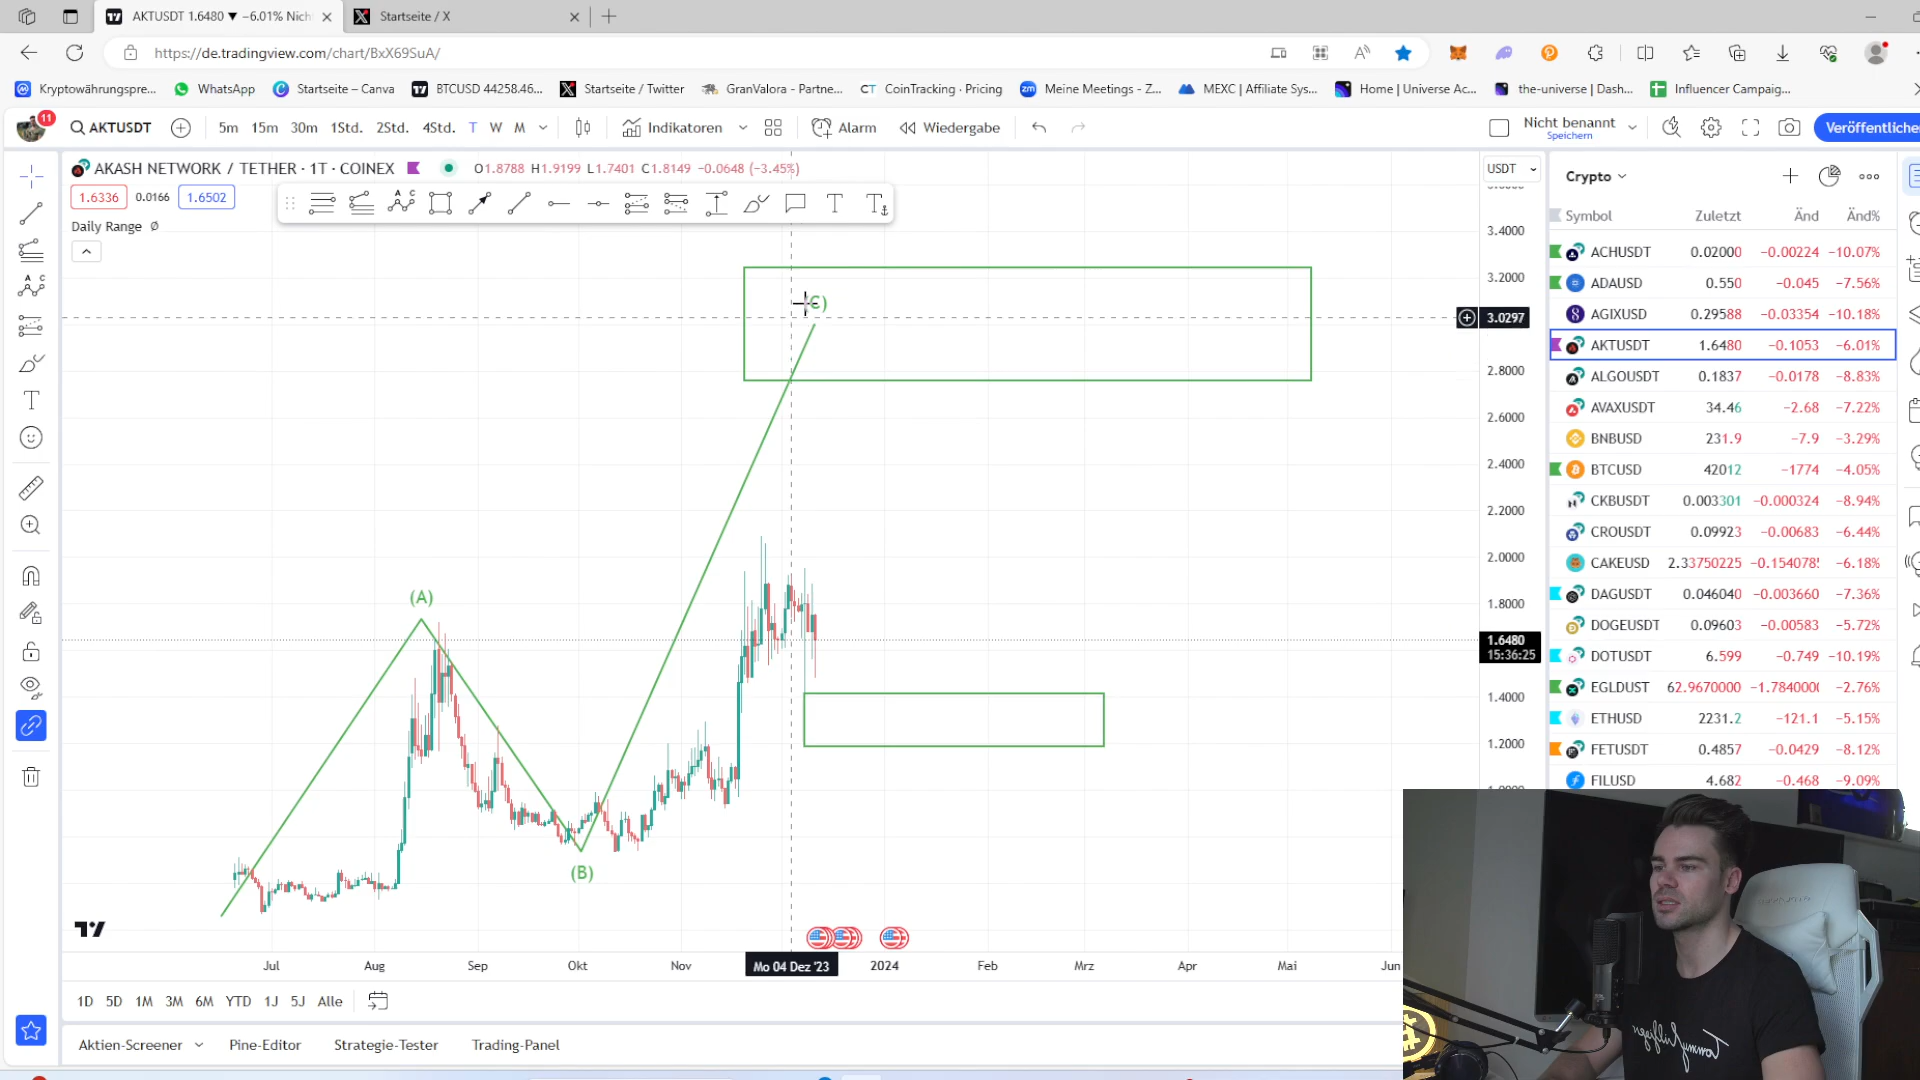 AKTUSDT 1.6480 ▼ −6.01% Nich
Startseite / X
https://de.tradingview.com/chart/BxX69SuA/
Kryptowährungspre...
WhatsApp
Startseite – Canva
BTCUSD 44258.46...
Startseite / Twitter
GranValora - Partne...
CT CoinTracking · Pricing
zm Meine Meetings - Z...
MEXC | Affiliate Sys...
Home | Universe Ac...
the-universe | Dash...
Influencer Campaig...
11
AKTUSDT
5m 15m 30m 1Std. 2Std. 4Std. T W M
Indikatoren
Alarm
Wiedergabe
Nicht benannt
Speichern
Veröffentliche
AKASH NETWORK / TETHER · 1T · COINEX
O1.8788 H1.9199 L1.7401 C1.8149 −0.0648 (−3.45%)
1.6336 0.0166 1.6502
Daily Range Ø
USDT
3.4000
3.2000
3.0297
2.8000
2.6000
2.4000
2.2000
2.0000
1.8000
1.6480
15:36:25
1.4000
1.2000
(A)
(B)
(C)
Jul Aug Sep Okt Nov Mo 04 Dez '23 2024 Feb Mrz Apr Mai Jun
1D 5D 1M 3M 6M YTD 1J 5J Alle
Aktien-Screener Pine-Editor Strategie-Tester Trading-Panel
Crypto
Symbol Zuletzt Änd Änd%
ACHUSDT 0.02000 −0.00224 −10.07%
ADAUSD 0.550 −0.045 −7.56%
AGIXUSD 0.29588 −0.03354 −10.18%
AKTUSDT 1.6480 −0.1053 −6.01%
ALGOUSDT 0.1837 −0.0178 −8.83%
AVAXUSDT 34.46 −2.68 −7.22%
BNBUSD 231.9 −7.9 −3.29%
BTCUSD 42012 −1774 −4.05%
CKBUSDT 0.003301 −0.000324 −8.94%
CROUSDT 0.09923 −0.00683 −6.44%
CAKEUSD 2.33750225 −0.1540785 −6.18%
DAGUSDT 0.046040 −0.003660 −7.36%
DOGEUSDT 0.09603 −0.00583 −5.72%
DOTUSDT 6.599 −0.749 −10.19%
EGLDUST 62.9670000 −1.784000 −2.76%
ETHUSD 2231.2 −121.1 −5.15%
FETUSDT 0.4857 −0.0429 −8.12%
FILUSD 4.682 −0.468 −9.09%